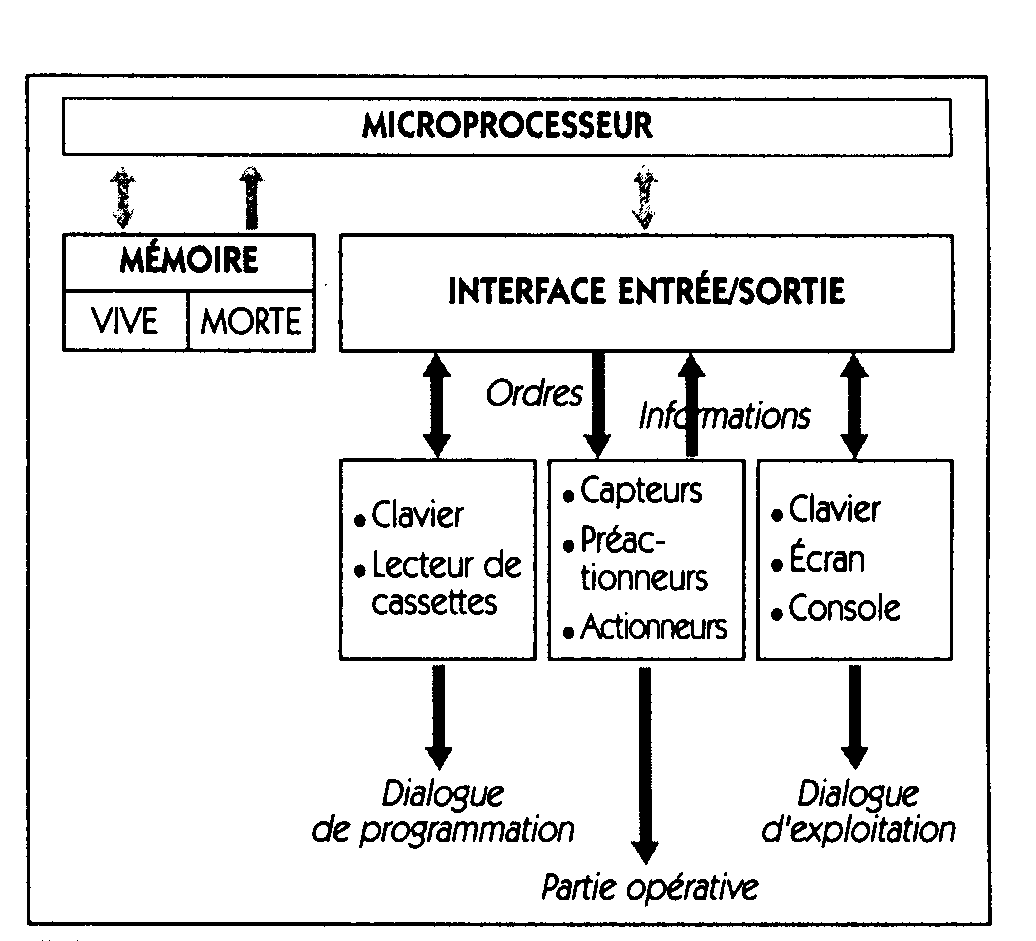 MICROPROCESSEUR
MÉMOIRE
VIVE
MORTE
INTERFACE ENTRÉE/SORTIE
Ordres
Informations
• Clavier
• Lecteur de
cassettes
• Capteurs
• Préac-
tionneurs
• Actionneurs
• Clavier
• Écran
• Console
Dialogue
de programmation
Partie opérative
Dialogue
d'exploitation